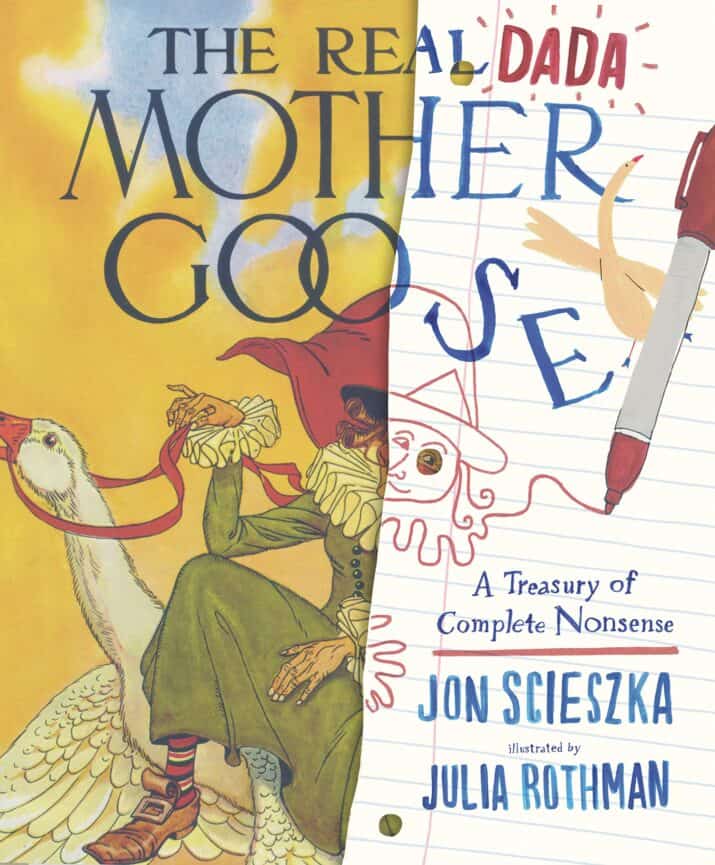 THE REAL DADA
MOTHER
GOOSE
A Treasury of
Complete Nonsense
JON SCIESZKA
illustrated by
JULIA ROTHMAN